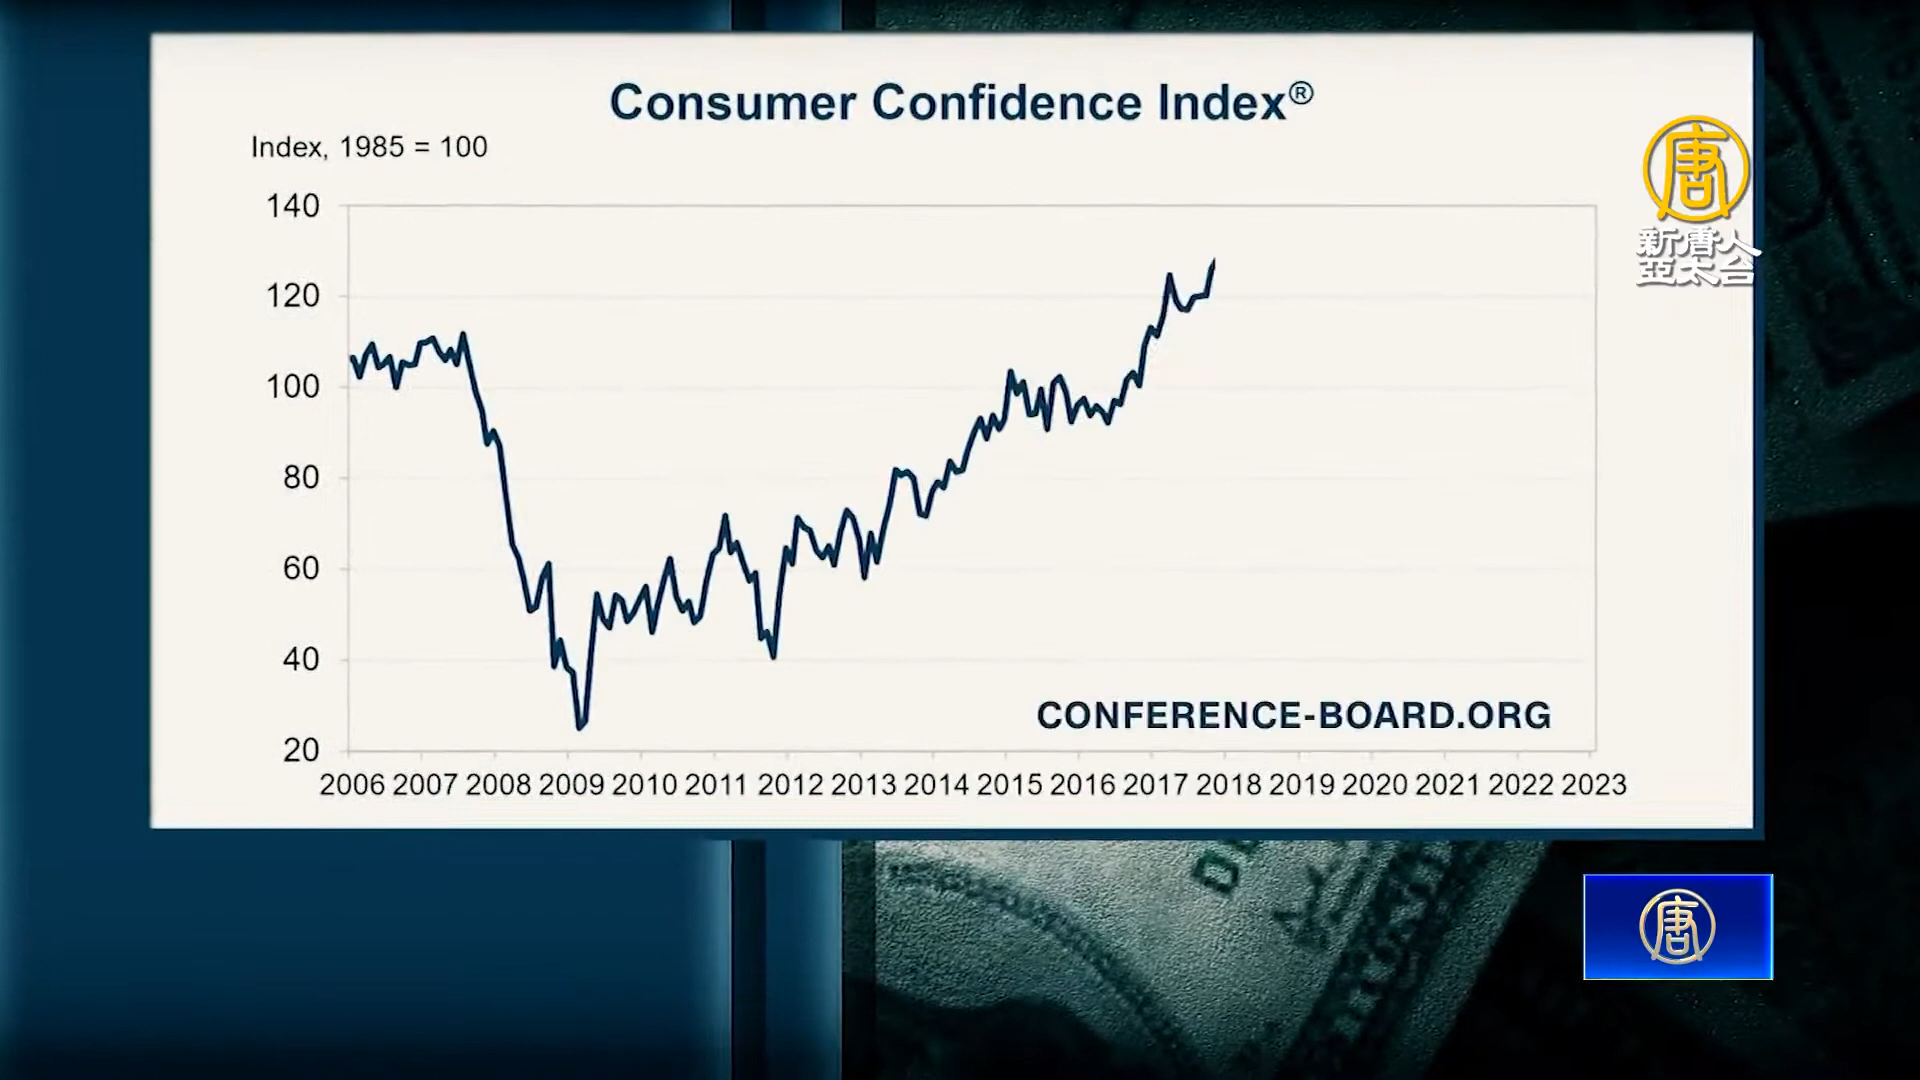 Consumer Confidence Index®
Index, 1985 = 100
140
120
100
80
60
40
20
2006 2007 2008 2009 2010 2011 2012 2013 2014 2015 2016 2017 2018 2019 2020 2021 2022 2023
CONFERENCE-BOARD.ORG
唐
新唐人
亞太台
唐